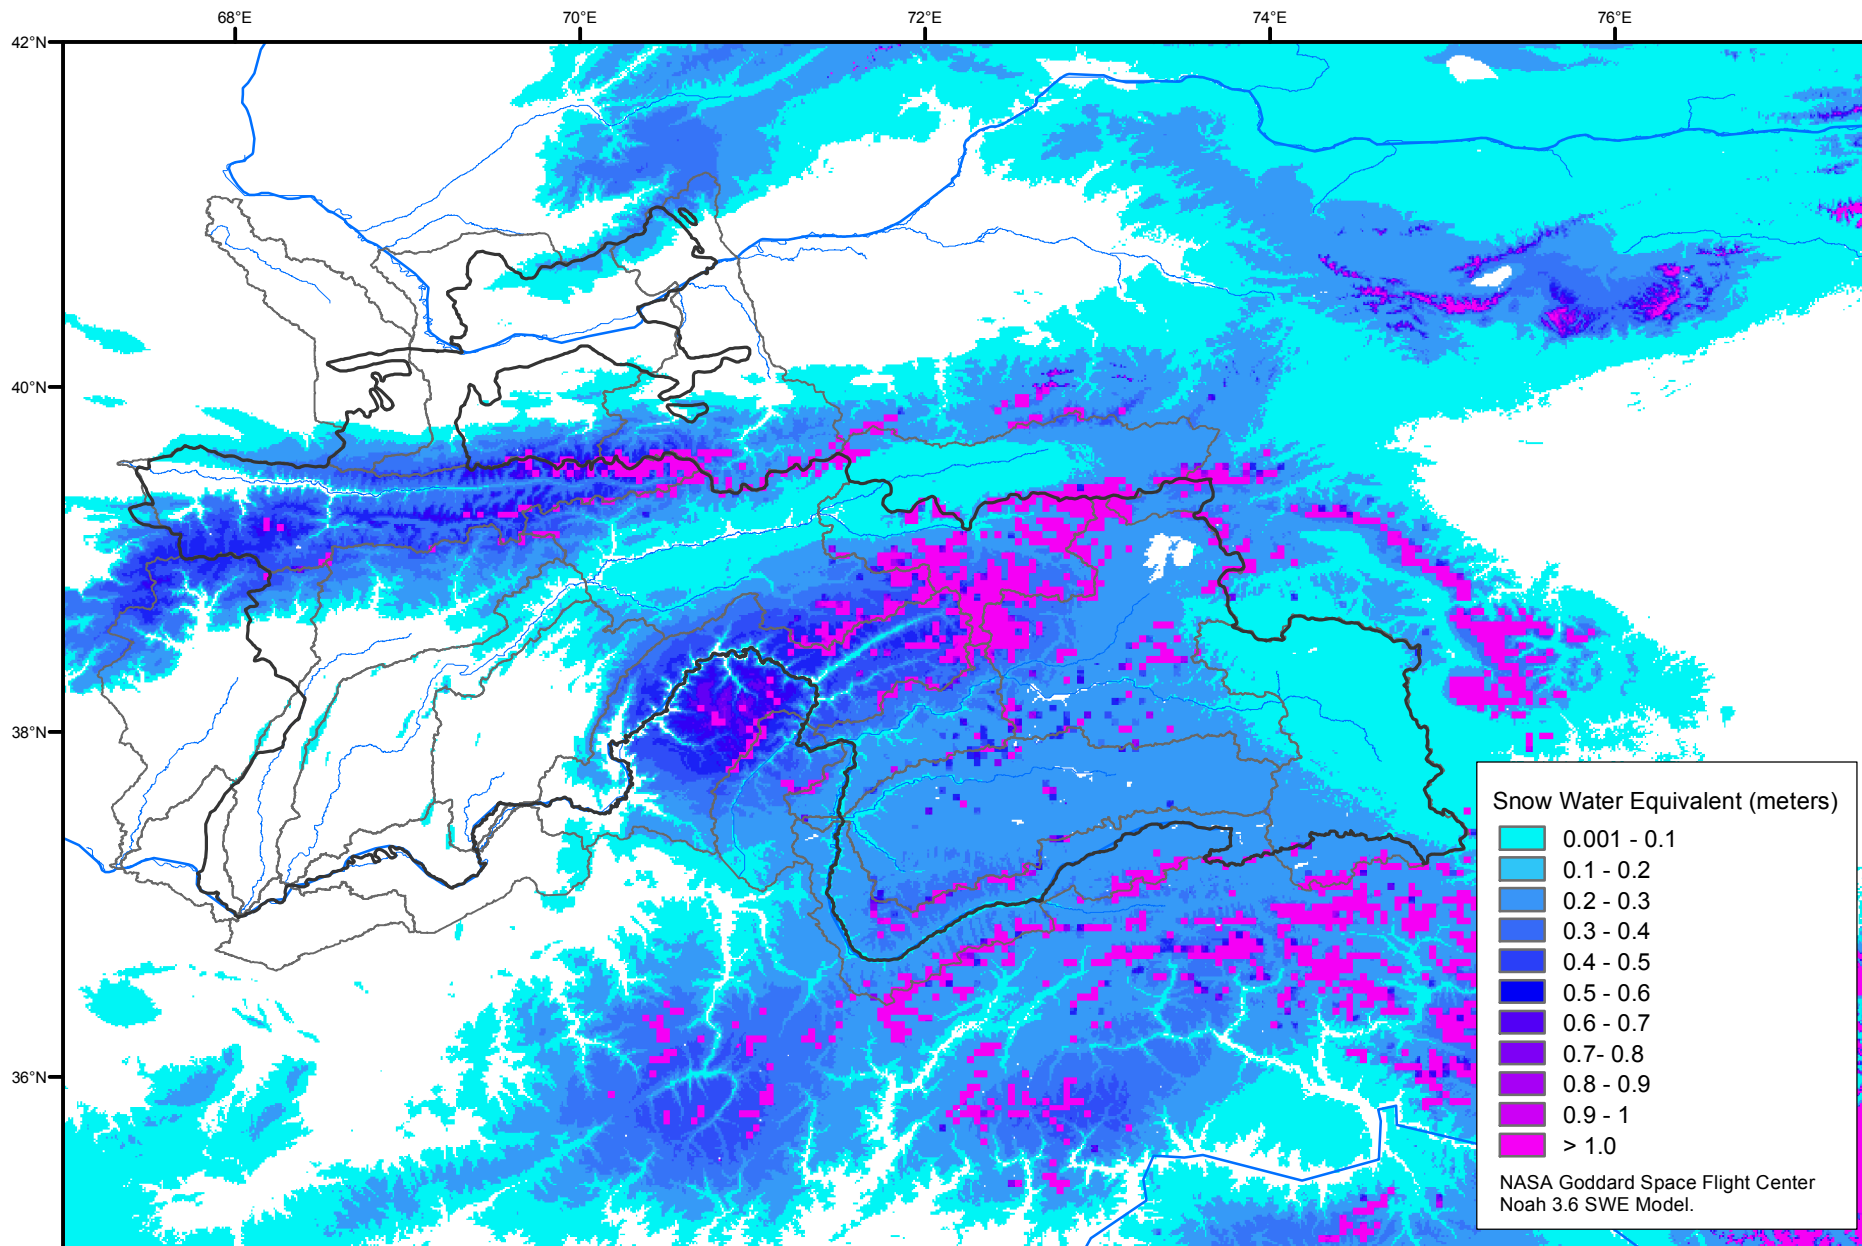 68°E 70°E 72°E 74°E 76°E
42°N
40°N
38°N
36°N
Snow Water Equivalent (meters)
0.001 - 0.1
0.1 - 0.2
0.2 - 0.3
0.3 - 0.4
0.4 - 0.5
0.5 - 0.6
0.6 - 0.7
0.7- 0.8
0.8 - 0.9
0.9 - 1
> 1.0
NASA Goddard Space Flight Center
Noah 3.6 SWE Model.